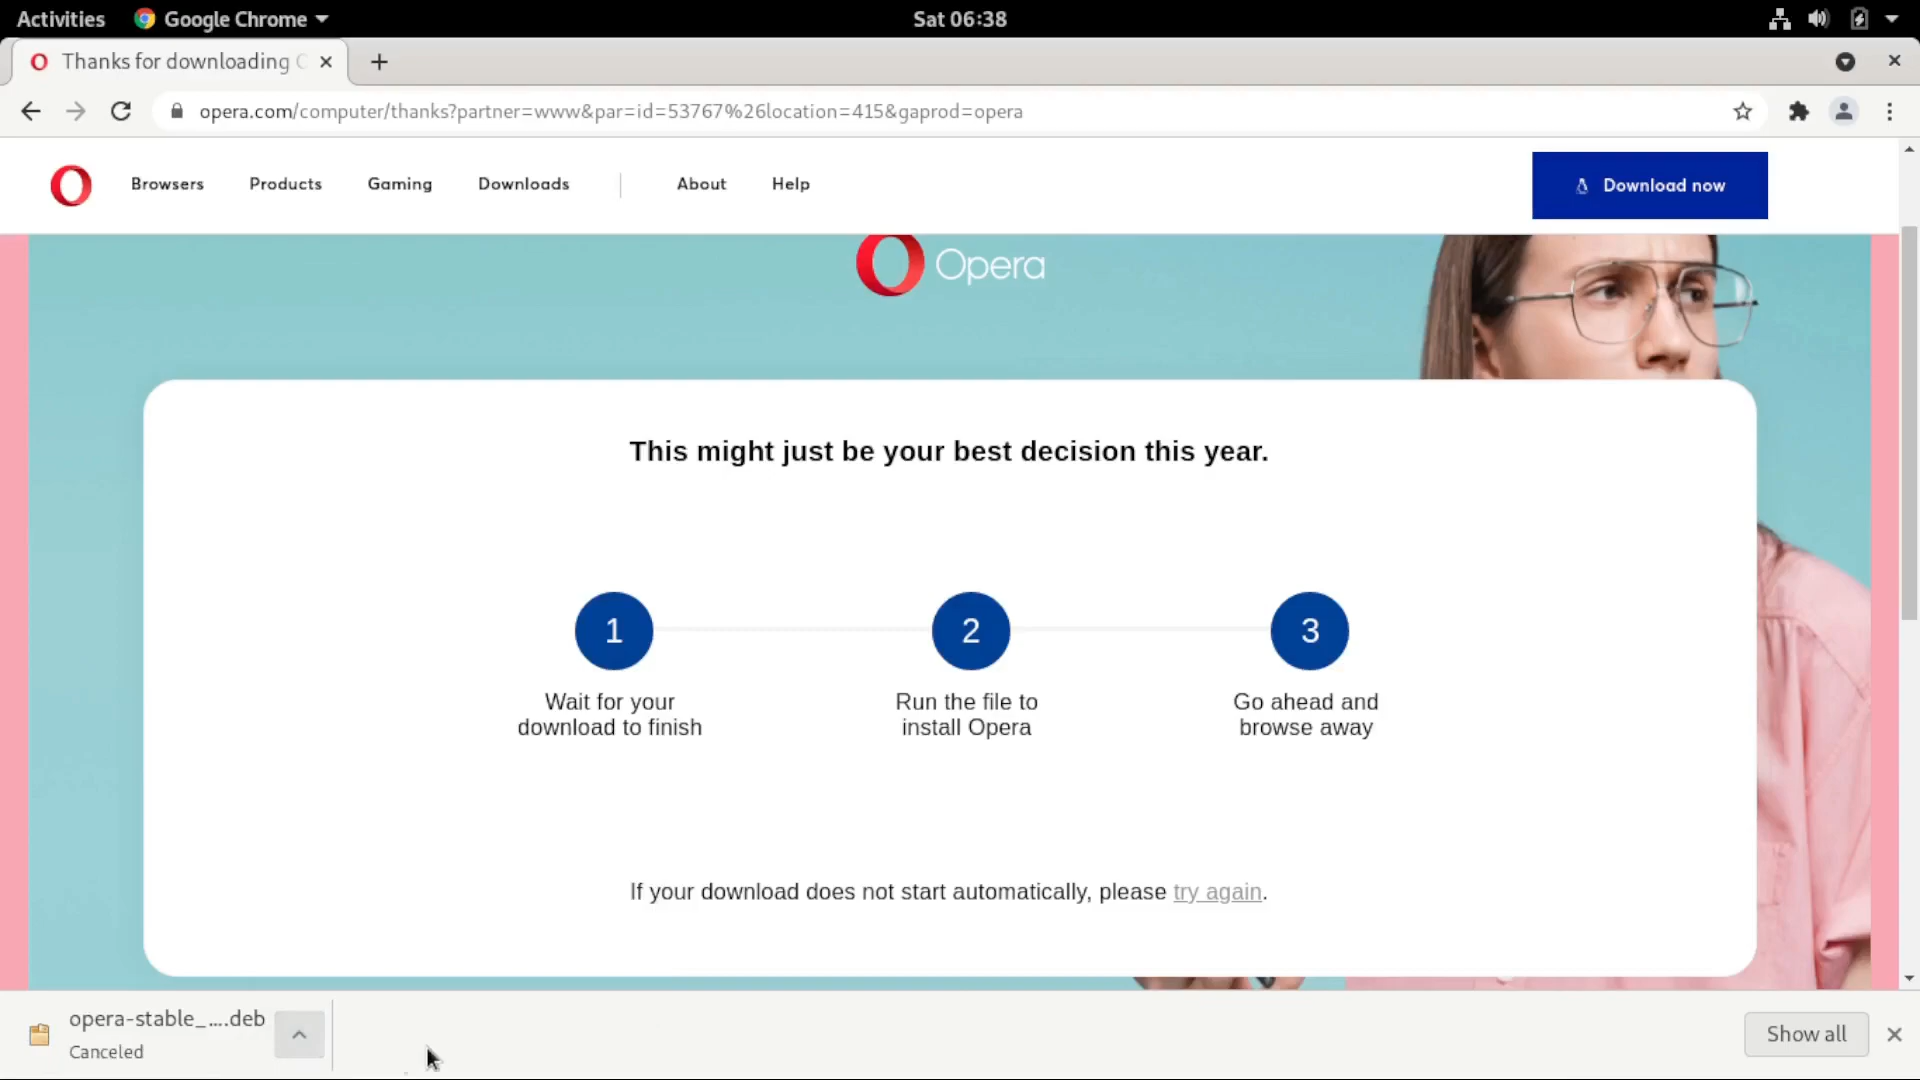 Activities
Google Chrome
Sat 06:38
Thanks for downloading
opera.com/computer/thanks?partner=www&par=id=53767%26location=415&gaprod=opera
Browsers
Products
Gaming
Downloads
About
Help
Download now
Opera
This might just be your best decision this year.
1
2
3
Wait for your
download to finish
Run the file to
install Opera
Go ahead and
browse away
If your download does not start automatically, please try again.
opera-stable_....deb
Canceled
Show all